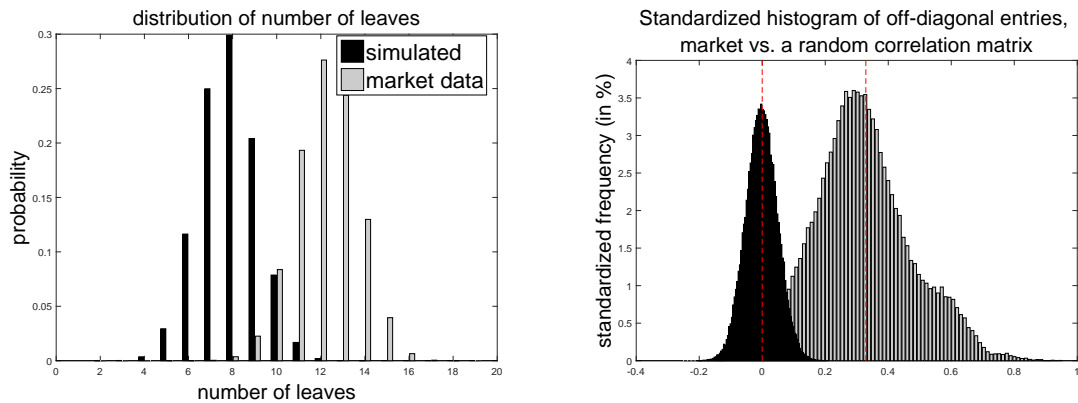 distribution of number of leaves
0.3
0.25
0.2
0.15
0.1
0.05
0
probability
simulated
market data
0 2 4 6 8 10 12 14 16 18 20
number of leaves
Standardized histogram of off-diagonal entries,
market vs. a random correlation matrix
4
3.5
3
2.5
2
1.5
1
0.5
0
standardized frequency (in %)
-0.4 -0.2 0 0.2 0.4 0.6 0.8 1